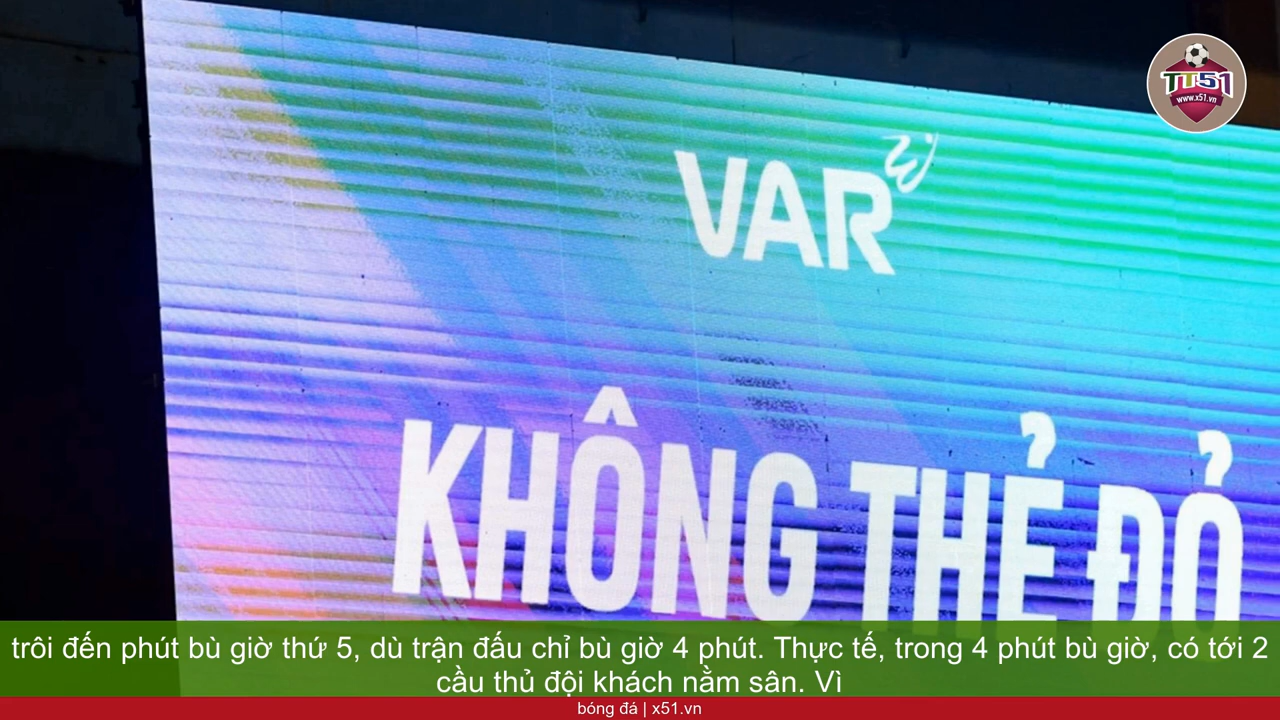 TT51
www.x51.vn
VAR
KHÔNG THẺ ĐỎ
trôi đến phút bù giờ thứ 5, dù trận đấu chỉ bù giờ 4 phút. Thực tế, trong 4 phút bù giờ, có tới 2
cầu thủ đội khách nằm sân. Vì
bóng đá | x51.vn